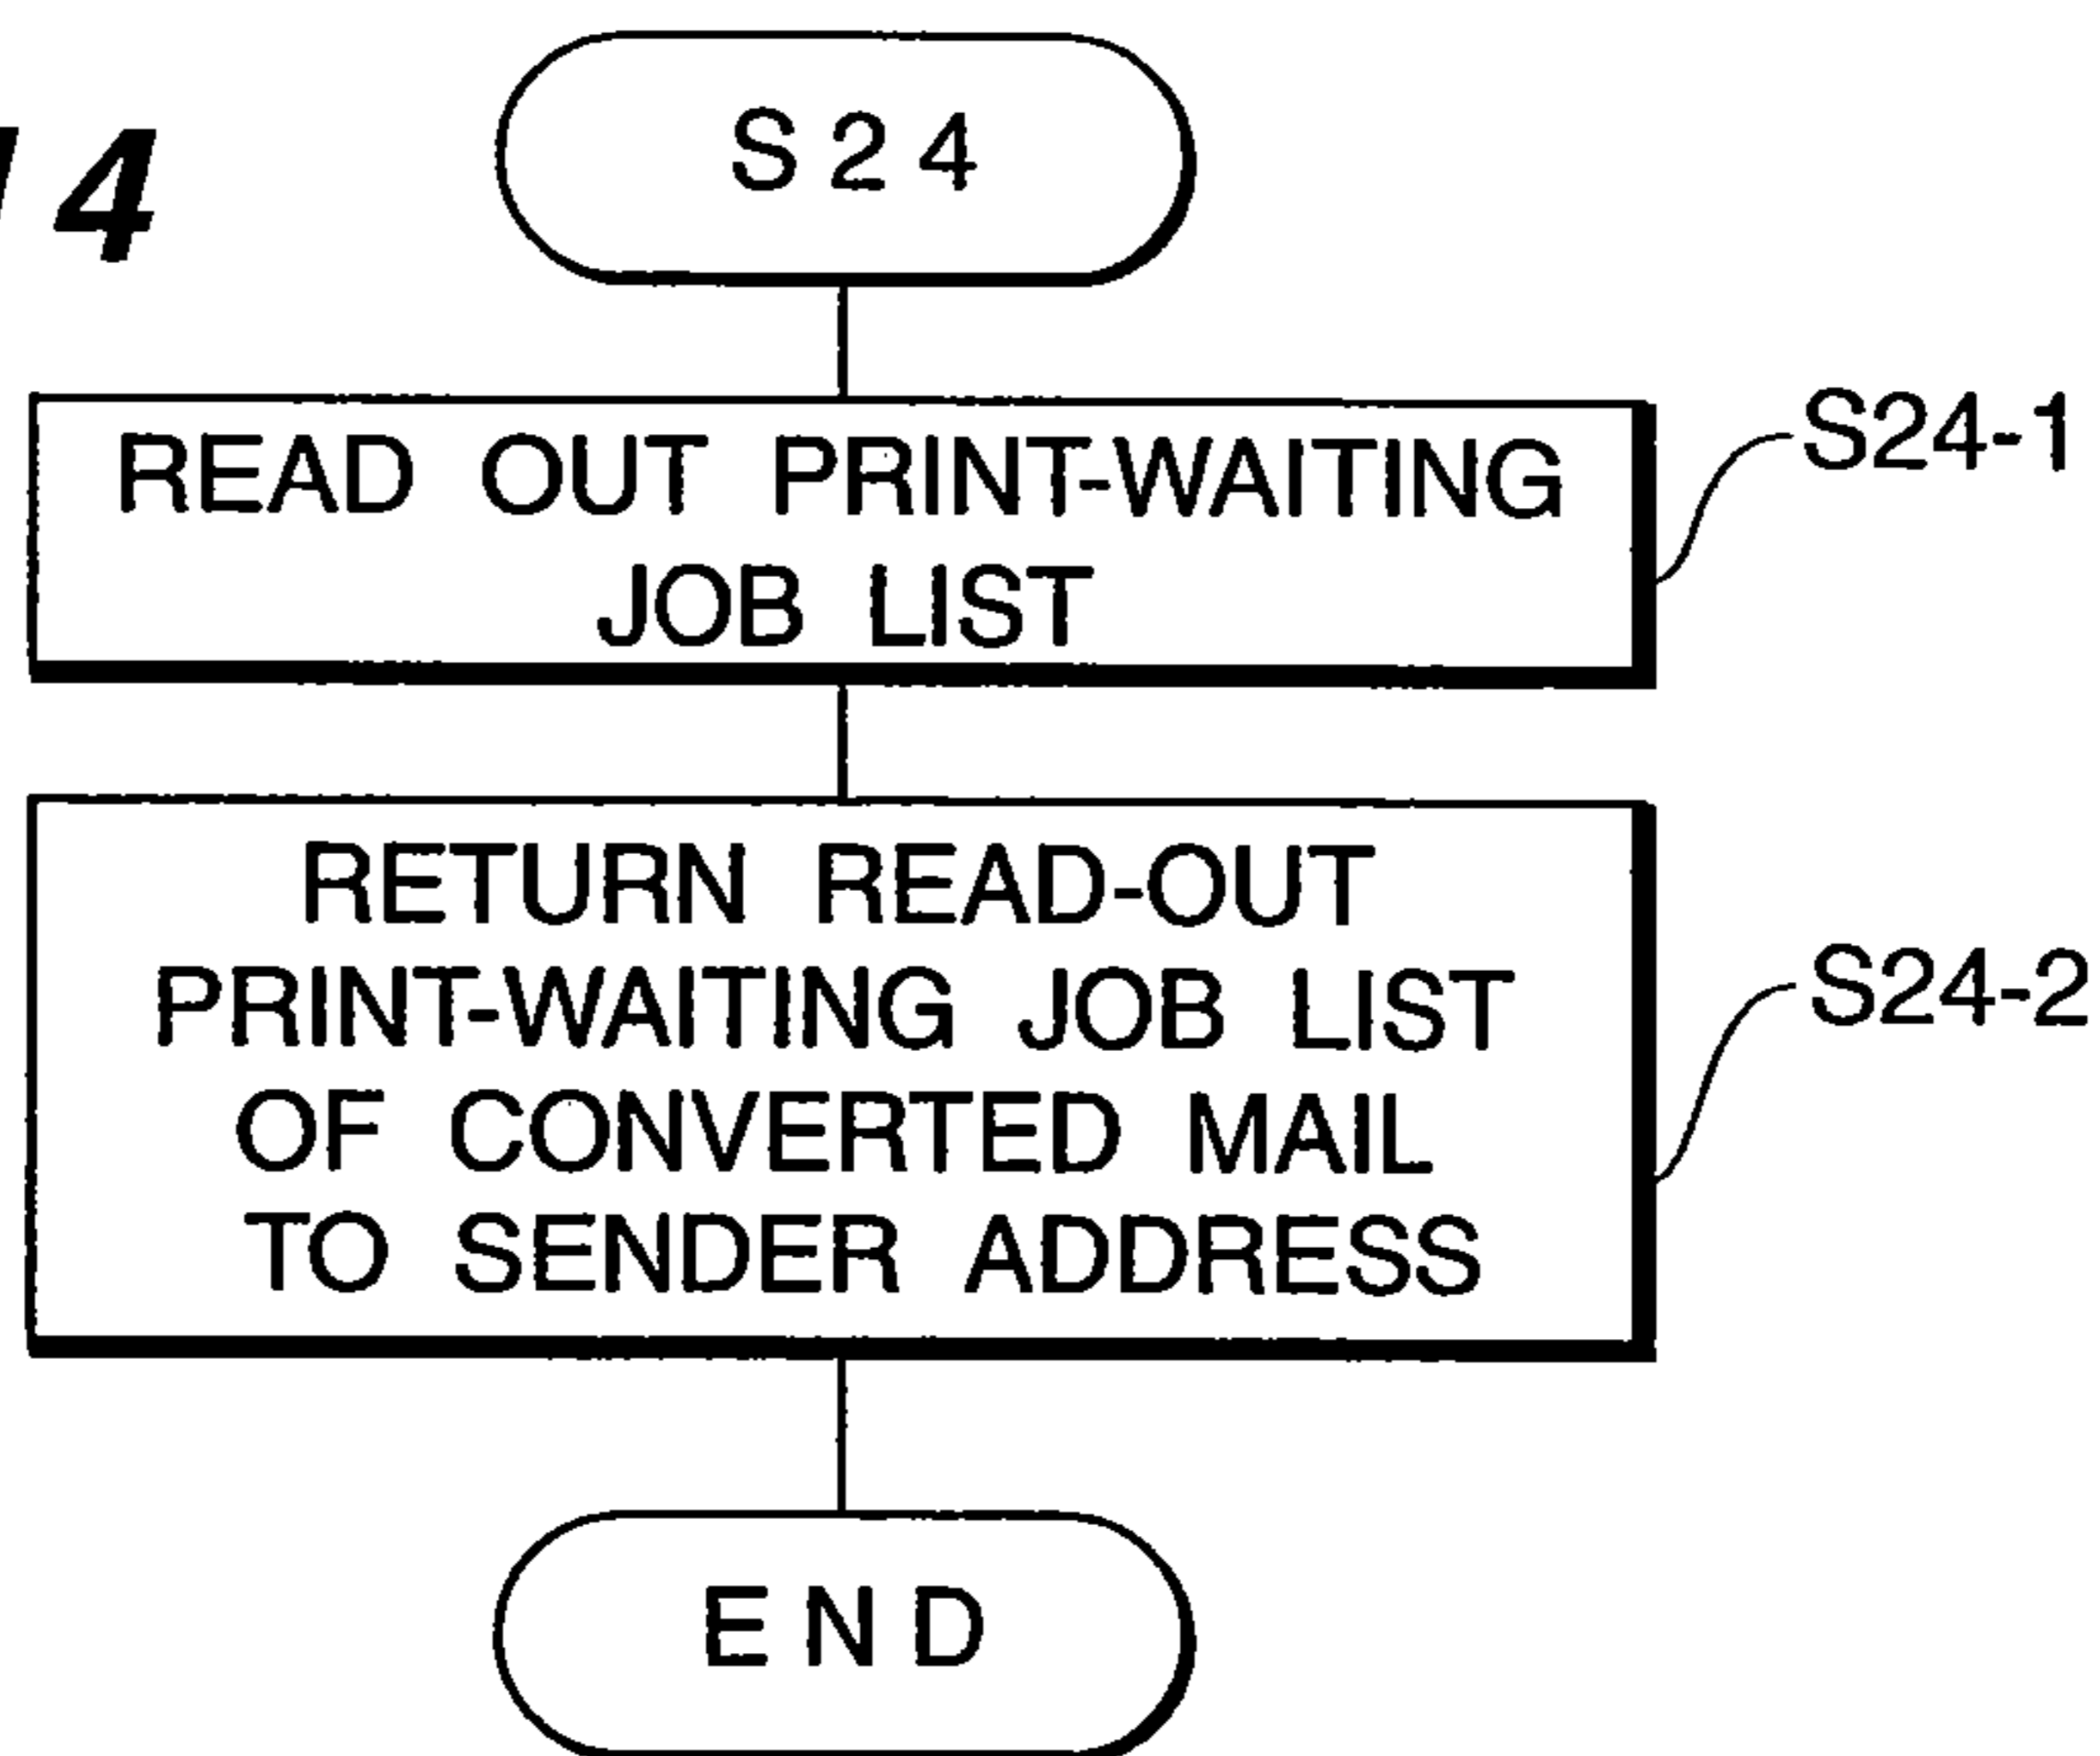 4
S24
READ OUT PRINT-WAITING
JOB LIST
S24-1
RETURN READ-OUT
PRINT-WAITING JOB LIST
OF CONVERTED MAIL
TO SENDER ADDRESS
S24-2
END